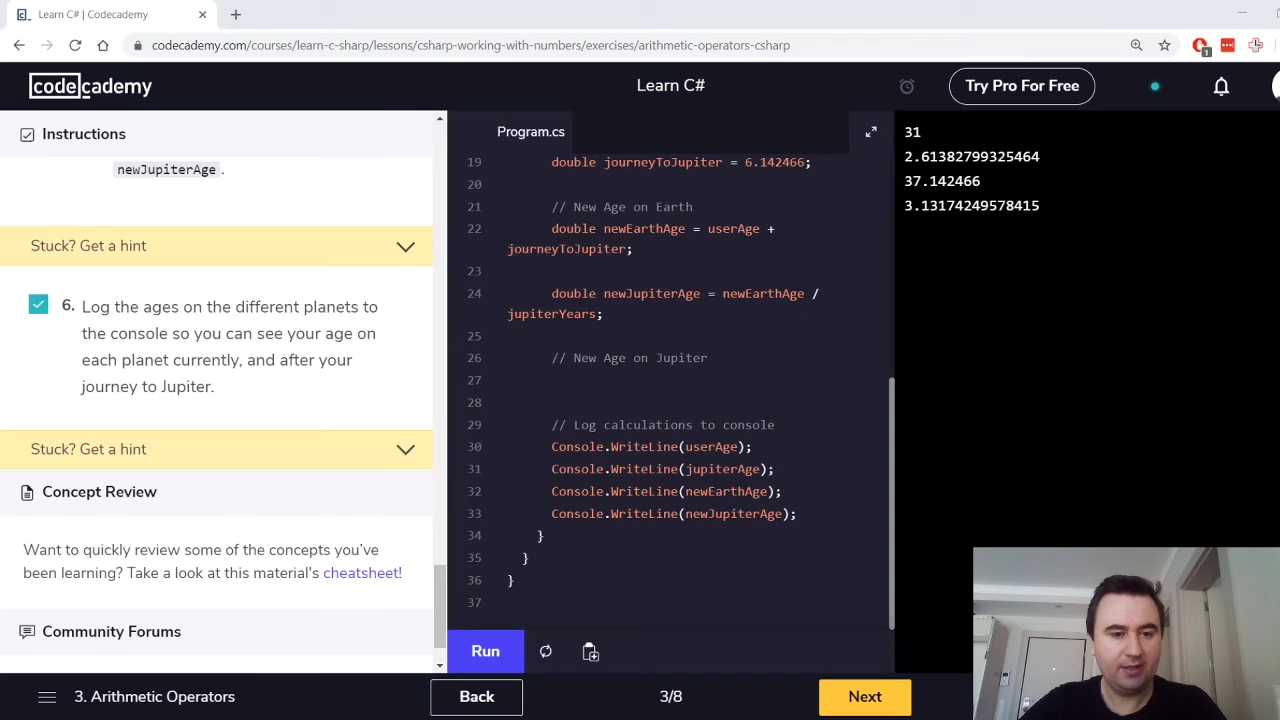 Learn C# | Codecademy
codecademy.com/courses/learn-c-sharp/lessons/csharp-working-with-numbers/exercises/arithmetic-operators-csharp
1
codecademy
Learn C#
Try Pro For Free
Instructions
newJupiterAge .
Stuck? Get a hint
6. Log the ages on the different planets to
the console so you can see your age on
each planet currently, and after your
journey to Jupiter.
Stuck? Get a hint
Concept Review
Want to quickly review some of the concepts you've
been learning? Take a look at this material's cheatsheet!
Community Forums
Program.cs
19 double journeyToJupiter = 6.142466;
20
21 // New Age on Earth
22 double newEarthAge = userAge +
journeyToJupiter;
23
24 double newJupiterAge = newEarthAge /
jupiterYears;
25
26 // New Age on Jupiter
27
28
29 // Log calculations to console
30 Console.WriteLine(userAge);
31 Console.WriteLine(jupiterAge);
32 Console.WriteLine(newEarthAge);
33 Console.WriteLine(newJupiterAge);
34 }
35 }
36 }
37
Run
31
2.61382799325464
37.142466
3.13174249578415
3. Arithmetic Operators
Back
3/8
Next